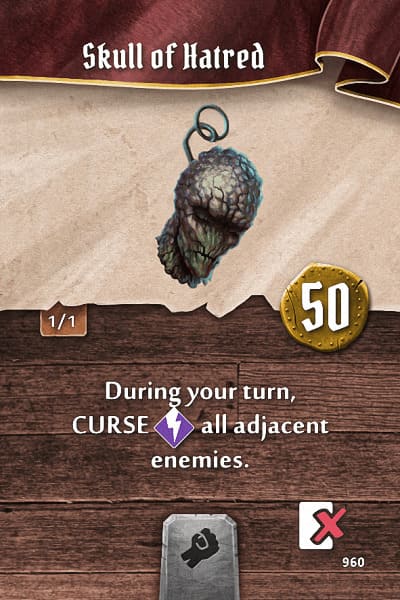 Skull of Hatred
1/1
50
During your turn,
CURSE all adjacent
enemies.
960